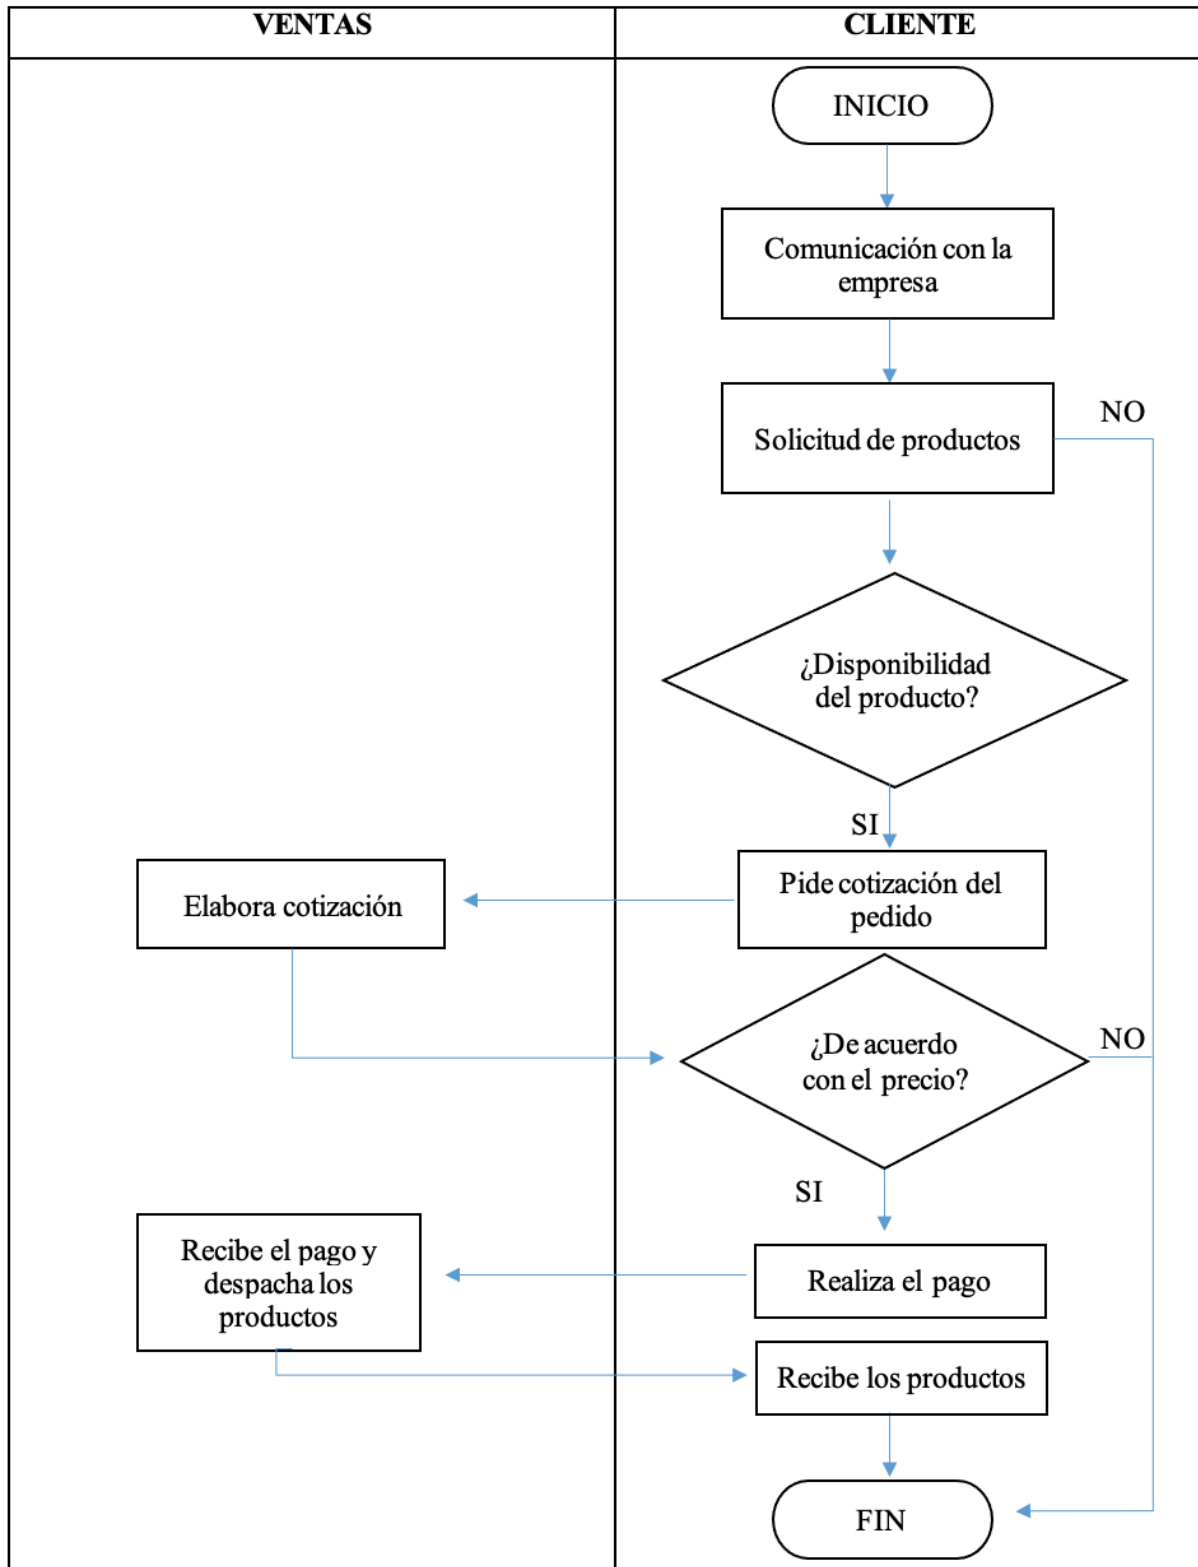 VENTAS
CLIENTE
INICIO
Comunicación con la
empresa
Solicitud de productos
NO
¿Disponibilidad
del producto?
SI
Pide cotización del
pedido
Elabora cotización
¿De acuerdo
con el precio?
NO
SI
Realiza el pago
Recibe el pago y
despacha los
productos
Recibe los productos
FIN